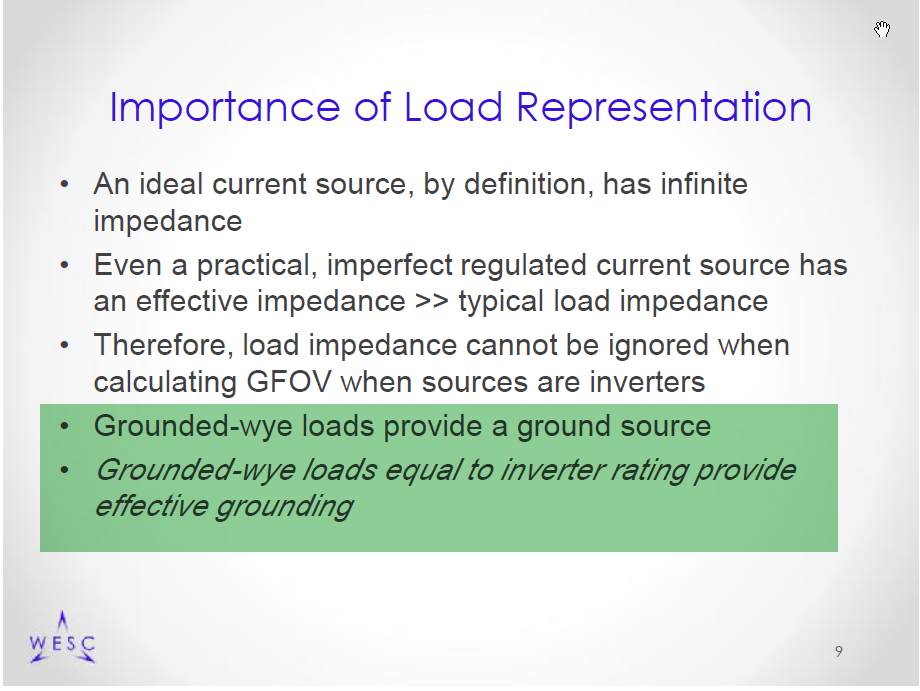 Importance of Load Representation
• An ideal current source, by definition, has infinite
impedance
• Even a practical, imperfect regulated current source has
an effective impedance >> typical load impedance
• Therefore, load impedance cannot be ignored when
calculating GFOV when sources are inverters
• Grounded-wye loads provide a ground source
• Grounded-wye loads equal to inverter rating provide
effective grounding
WESC
9